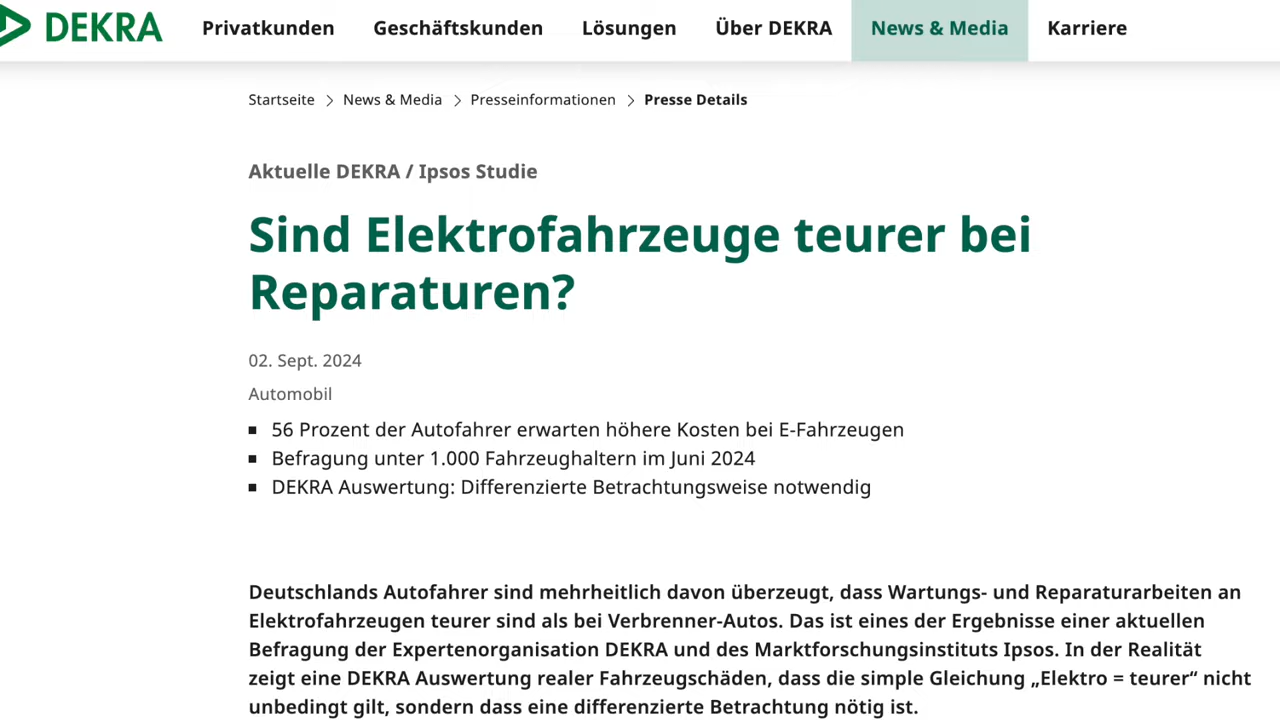 DEKRA Privatkunden Geschäftskunden Lösungen Über DEKRA News & Media Karriere
Startseite News & Media Presseinformationen Presse Details
Aktuelle DEKRA / Ipsos Studie
Sind Elektrofahrzeuge teurer bei
Reparaturen?
02. Sept. 2024
Automobil
56 Prozent der Autofahrer erwarten höhere Kosten bei E-Fahrzeugen
Befragung unter 1.000 Fahrzeughaltern im Juni 2024
DEKRA Auswertung: Differenzierte Betrachtungsweise notwendig
Deutschlands Autofahrer sind mehrheitlich davon überzeugt, dass Wartungs- und Reparaturarbeiten an
Elektrofahrzeugen teurer sind als bei Verbrenner-Autos. Das ist eines der Ergebnisse einer aktuellen
Befragung der Expertenorganisation DEKRA und des Marktforschungsinstituts Ipsos. In der Realität
zeigt eine DEKRA Auswertung realer Fahrzeugschäden, dass die simple Gleichung „Elektro = teurer“ nicht
unbedingt gilt, sondern dass eine differenzierte Betrachtung nötig ist.